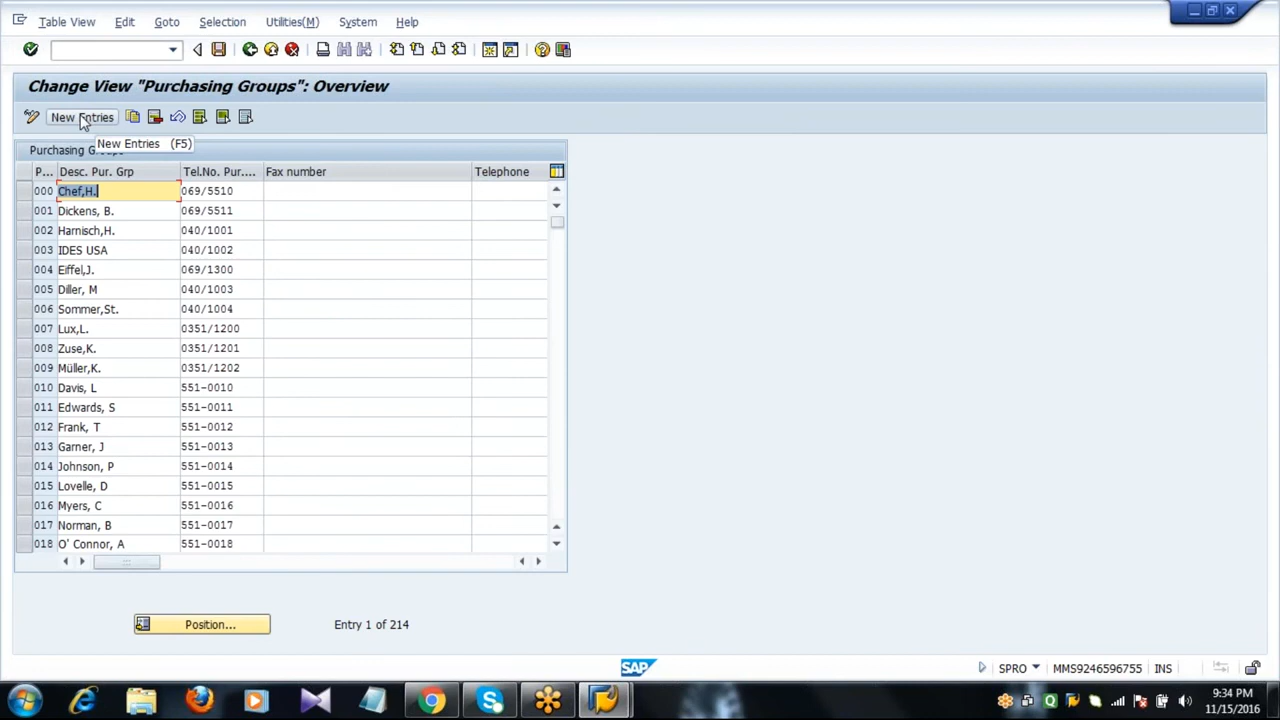 Table View Edit Goto Selection Utilities(M) System Help
Change View "Purchasing Groups": Overview
New Entries
New Entries (F5)
Purchasing G
P... Desc. Pur. Grp Tel.No. Pur.... Fax number Telephone
000 Chef,H. 069/5510
001 Dickens, B. 069/5511
002 Harnisch,H. 040/1001
003 IDES USA 040/1002
004 Eiffel,J. 069/1300
005 Diller, M 040/1003
006 Sommer,St. 040/1004
007 Lux,L. 0351/1200
008 Zuse,K. 0351/1201
009 Müller,K. 0351/1202
010 Davis, L 551-0010
011 Edwards, S 551-0011
012 Frank, T 551-0012
013 Garner, J 551-0013
014 Johnson, P 551-0014
015 Lovelle, D 551-0015
016 Myers, C 551-0016
017 Norman, B 551-0017
018 O' Connor, A 551-0018
Position... Entry 1 of 214
SAP SPRO MMS9246596755 INS
9:34 PM
11/15/2016